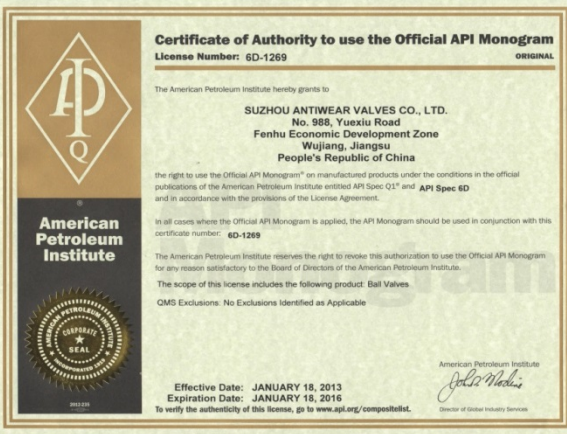 Certificate of Authority to use the Official API Monogram
License Number: 6D-1269
ORIGINAL
The American Petroleum Institute hereby grants to
SUZHOU ANTIWEAR VALVES CO., LTD.
No. 988, Yuexiu Road
Fenhu Economic Development Zone
Wujiang, Jiangsu
People's Republic of China
the right to use the Official API Monogram® on manufactured products under the conditions in the official
publications of the American Petroleum Institute entitled API Spec Q1® and API Spec 6D
and in accordance with the provisions of the License Agreement.
In all cases where the Official API Monogram is applied, the API Monogram should be used in conjunction with this
certificate number: 6D-1269
The American Petroleum Institute reserves the right to revoke this authorization to use the Official API Monogram
for any reason satisfactory to the Board of Directors of the American Petroleum Institute.
The scope of this license includes the following product: Ball Valves
QMS Exclusions: No Exclusions Identified as Applicable
API
Q
®
American
Petroleum
Institute
AMERICAN PETROLEUM INSTITUTE
CORPORATE
SEAL
INCORPORATED
2012-235
Effective Date: JANUARY 18, 2013
Expiration Date: JANUARY 18, 2016
To verify the authenticity of this license, go to www.api.org/compositelist.
American Petroleum Institute
Director of Global Industry Services